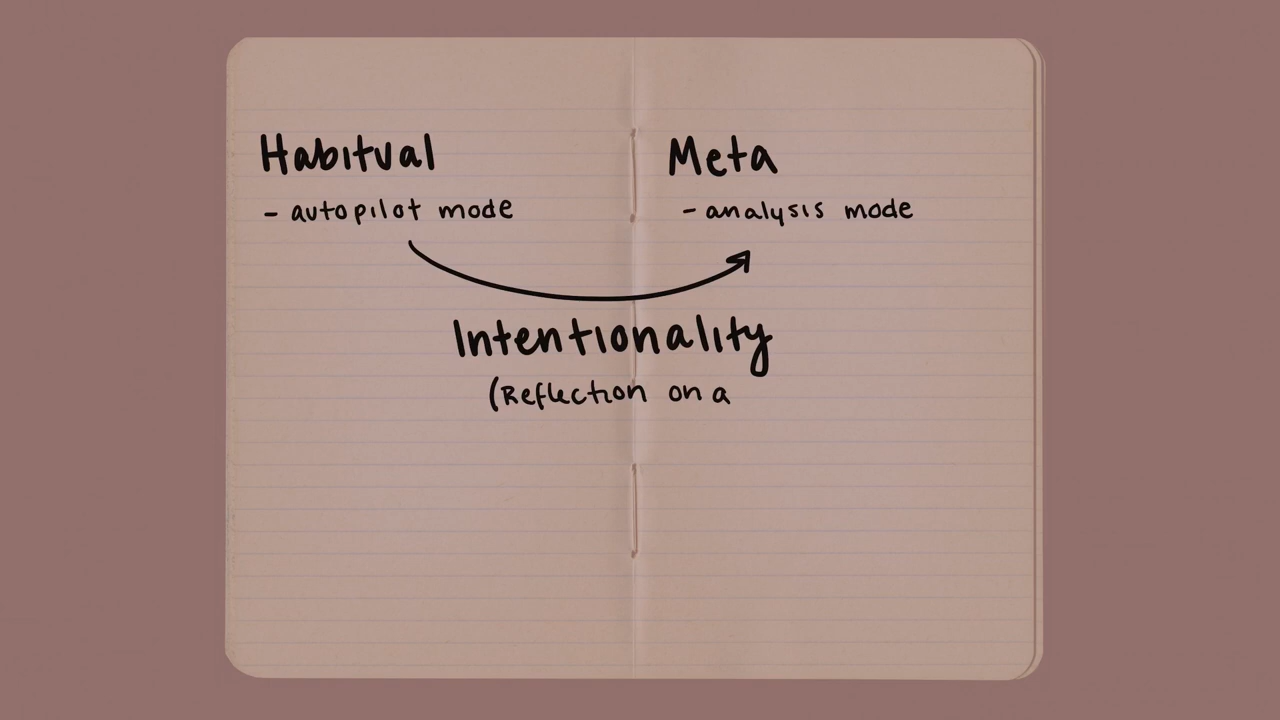 Habitual
- autopilot mode
Meta
- analysis mode
Intentionality
(Reflection on a